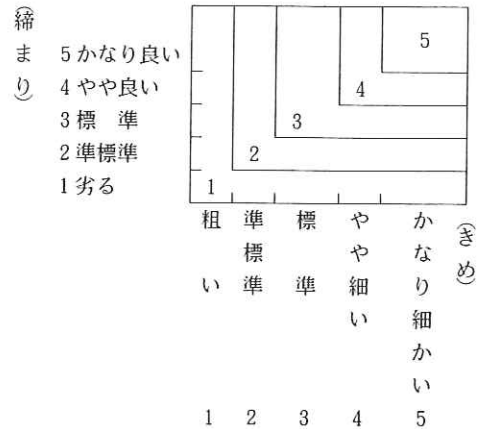 (締まり)
5かなり良い
4やや良い
3標 準
2準標準
1劣る
5
4
3
2
1
粗い
準標準
標準
やや細い
かなり細かい
(きめ)
1 2 3 4 5